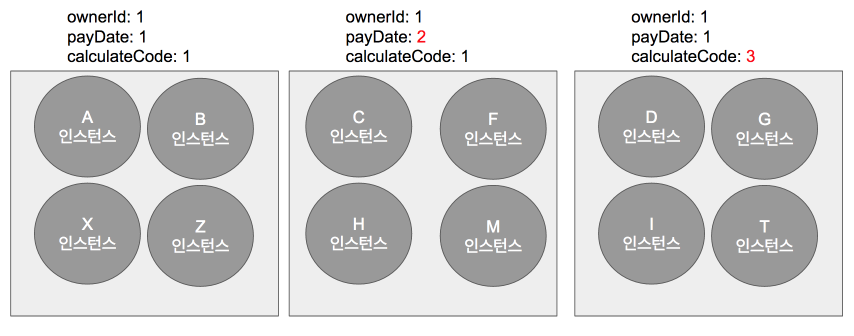 ownerId: 1
payDate: 1
calculateCode: 1
A
인스턴스
B
인스턴스
X
인스턴스
Z
인스턴스
ownerId: 1
payDate: 2
calculateCode: 1
C
인스턴스
F
인스턴스
H
인스턴스
M
인스턴스
ownerId: 1
payDate: 1
calculateCode: 3
D
인스턴스
G
인스턴스
I
인스턴스
T
인스턴스